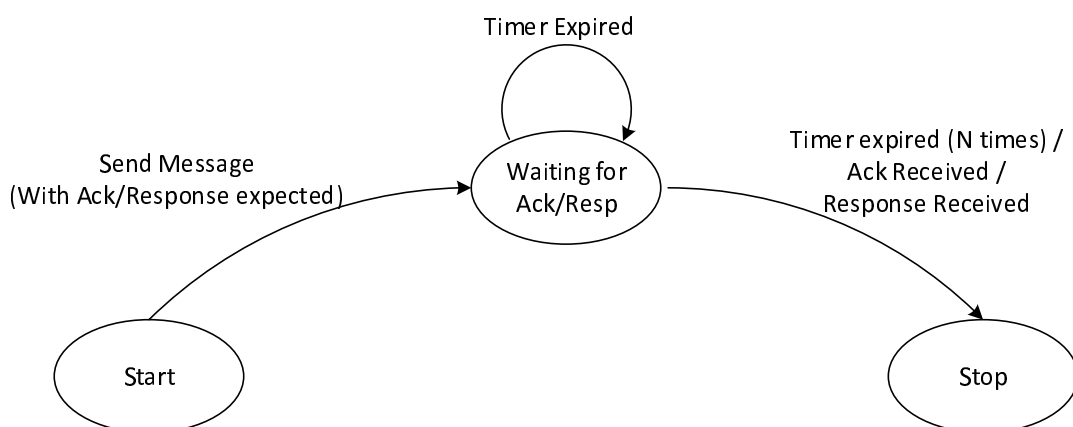 Timer Expired
Send Message
(With Ack/Response expected)
Waiting for
Ack/Resp
Timer expired (N times) /
Ack Received /
Response Received
Start
Stop